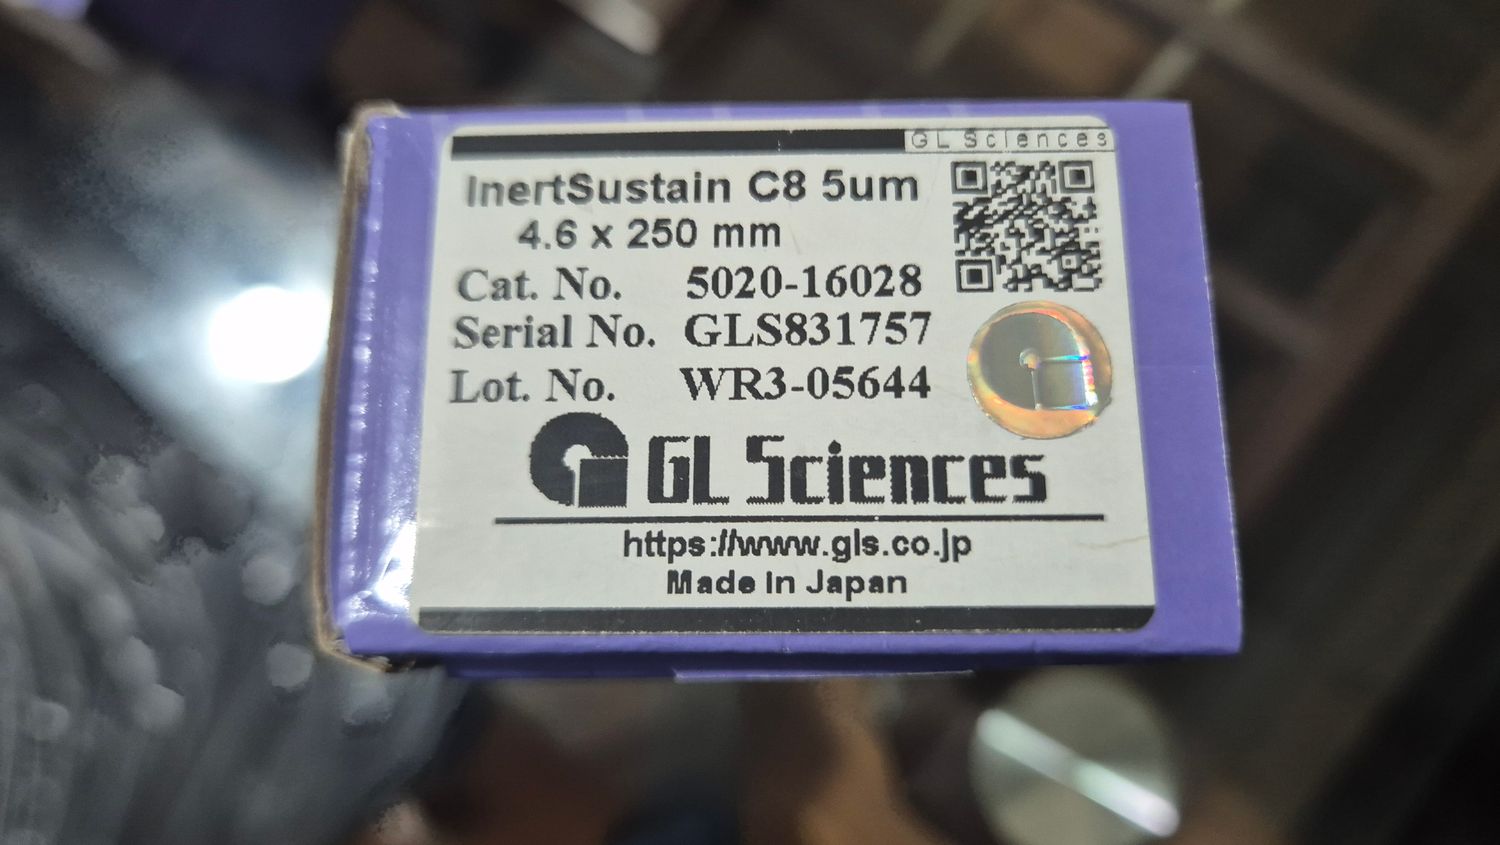 GL Sciences
InertSustain C8 5um
4.6 x 250 mm
Cat. No. 5020-16028
Serial No. GLS831757
Lot. No. WR3-05644
GL Sciences
https://www.gls.co.jp
Made in Japan